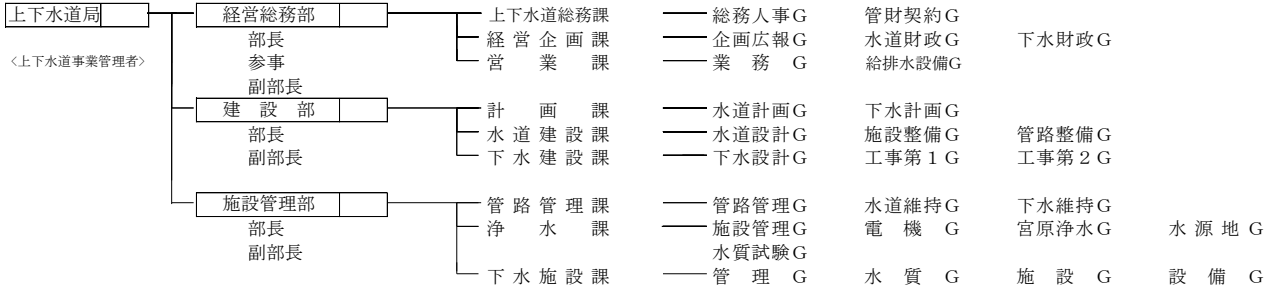 上下水道局 経営総務部 上下水道総務課 総務人事G 管財契約G
部長 経営企画課 企画広報G 水道財政G 下水財政G
〈上下水道事業管理者〉 参事 営業課 業務G 給排水設備G
副部長
建設部 計画課 水道計画G 下水計画G
部長 水道建設課 水道設計G 施設整備G 管路整備G
副部長 下水建設課 下水設計G 工事第1G 工事第2G
施設管理部 管路管理課 管路管理G 水道維持G 下水維持G
部長 浄水課 施設管理G 電機G 宮原浄水G 水源地G
副部長 水質試験G
下水施設課 管理G 水質G 施設G 設備G